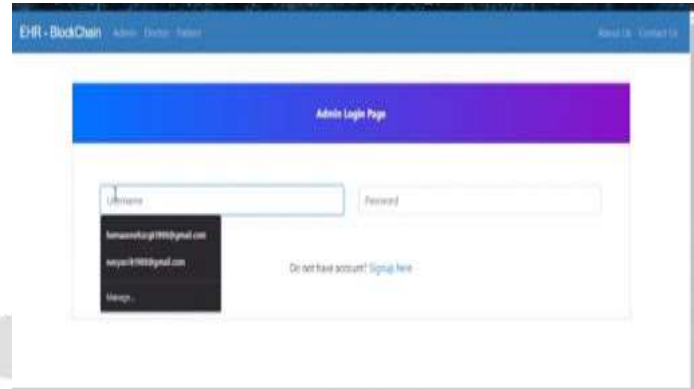 EHR - BlockChain Admin Doctor Patient About Us Contact Us
Admin Login Page
Username Password
Do not have account? Signup here
Manage...